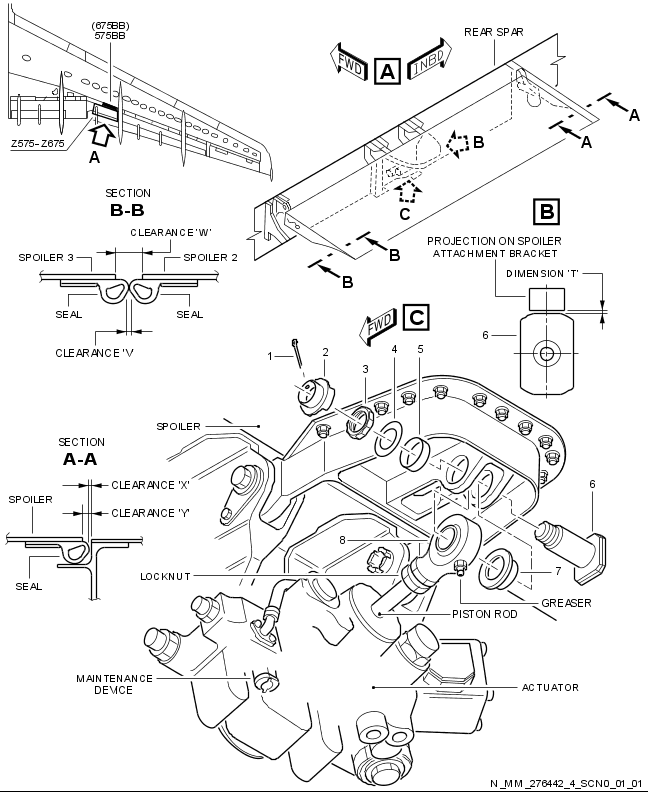 (675BB)
575BB
Z575-Z675
A
FWD
A
INBD
REAR SPAR
A
A
B
C
B
B
SECTION
B-B
CLEARANCE 'W'
SPOILER 3
SPOILER 2
SEAL
SEAL
CLEARANCE 'V'
B
PROJECTION ON SPOILER
ATTACHMENT BRACKET
DIMENSION 'T'
6
FWD
C
1
2
3
4
5
SPOILER
SECTION
A-A
CLEARANCE 'X'
SPOILER
CLEARANCE 'Y'
SEAL
6
8
7
LOCKNUT
GREASER
PISTON ROD
MAINTENANCE
DEVICE
ACTUATOR
N_MM_276442_4_SCN0_01_01